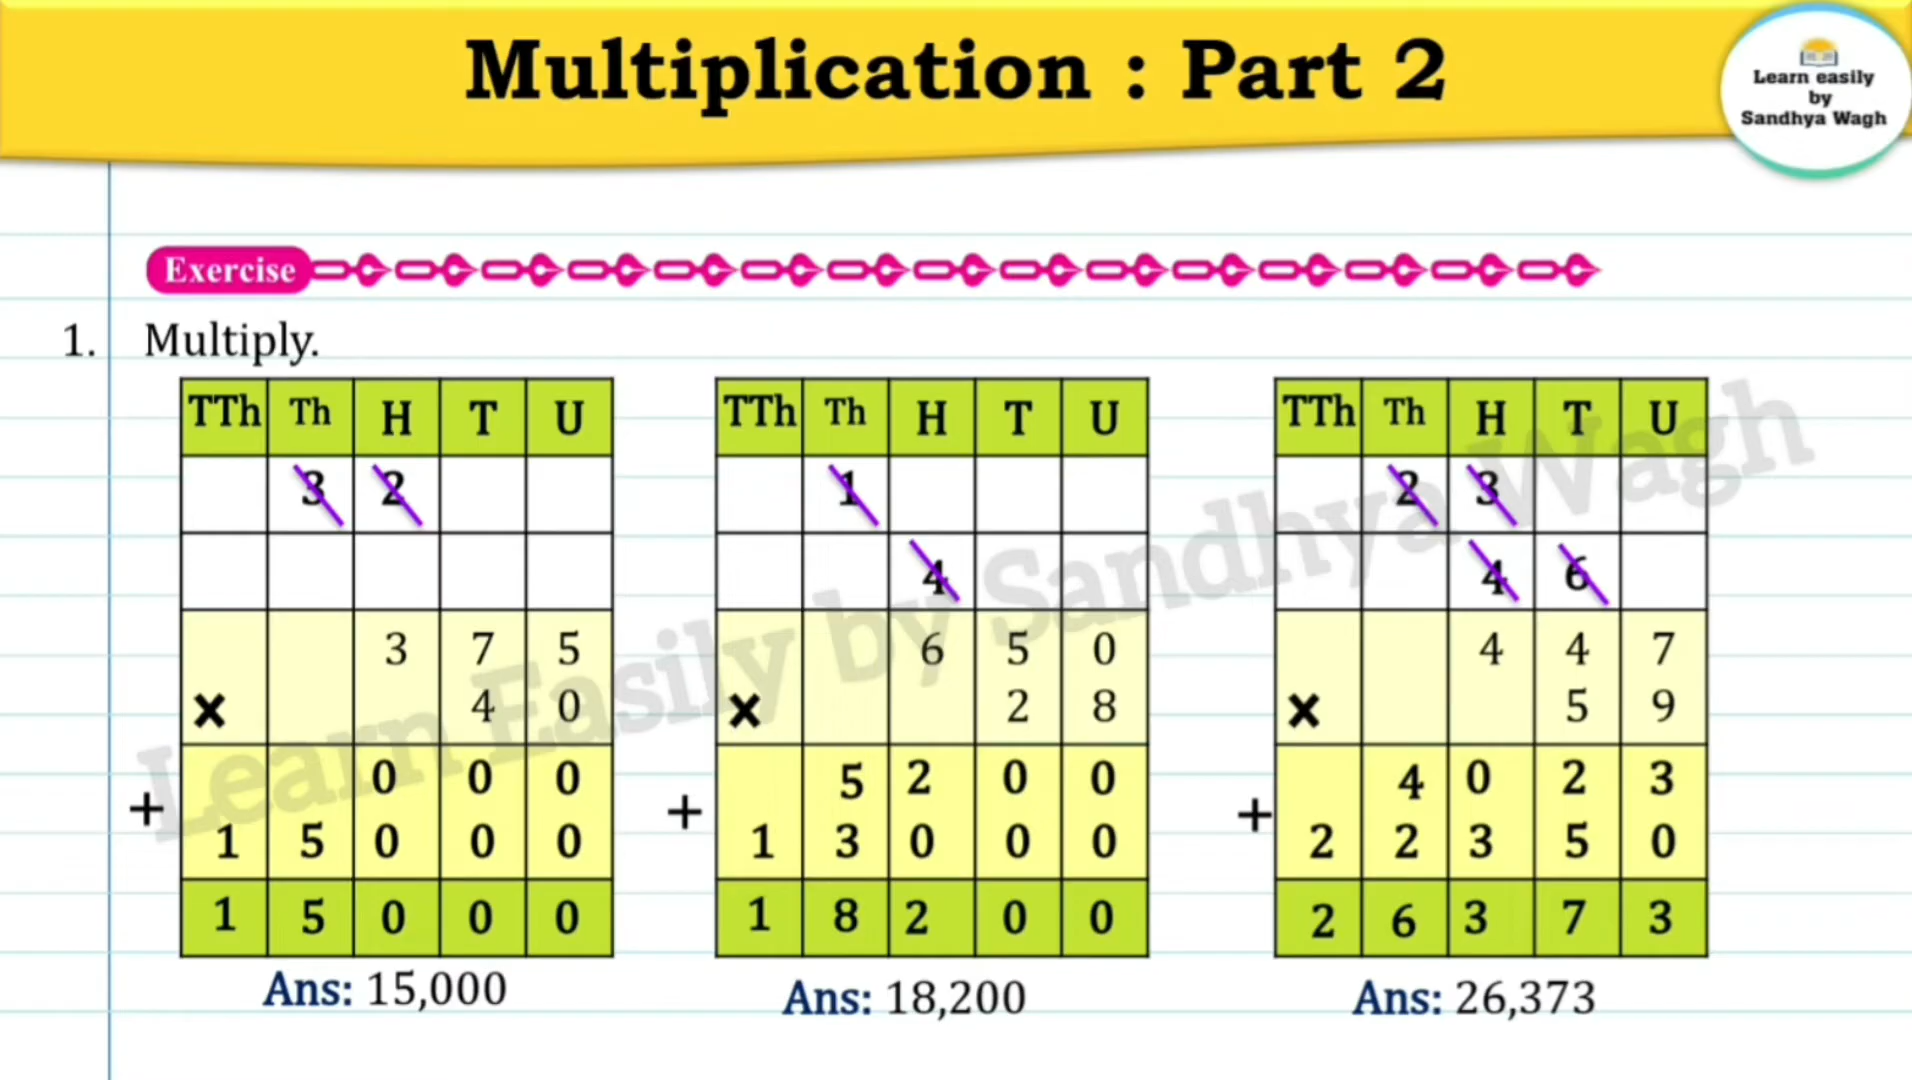 Multiplication : Part 2
Learn easily
by
Sandhya Wagh
Exercise
1. Multiply.
TTh Th H T U
3 2
3 7 5
× 4 0
0 0 0
+ 1 5 0 0 0
1 5 0 0 0
Ans: 15,000
TTh Th H T U
1
4
6 5 0
× 2 8
5 2 0 0
+ 1 3 0 0 0
1 8 2 0 0
Ans: 18,200
TTh Th H T U
2 3
4 6
4 4 7
× 5 9
4 0 2 3
+ 2 2 3 5 0
2 6 3 7 3
Ans: 26,373
Learn Easily by Sandhya Wagh